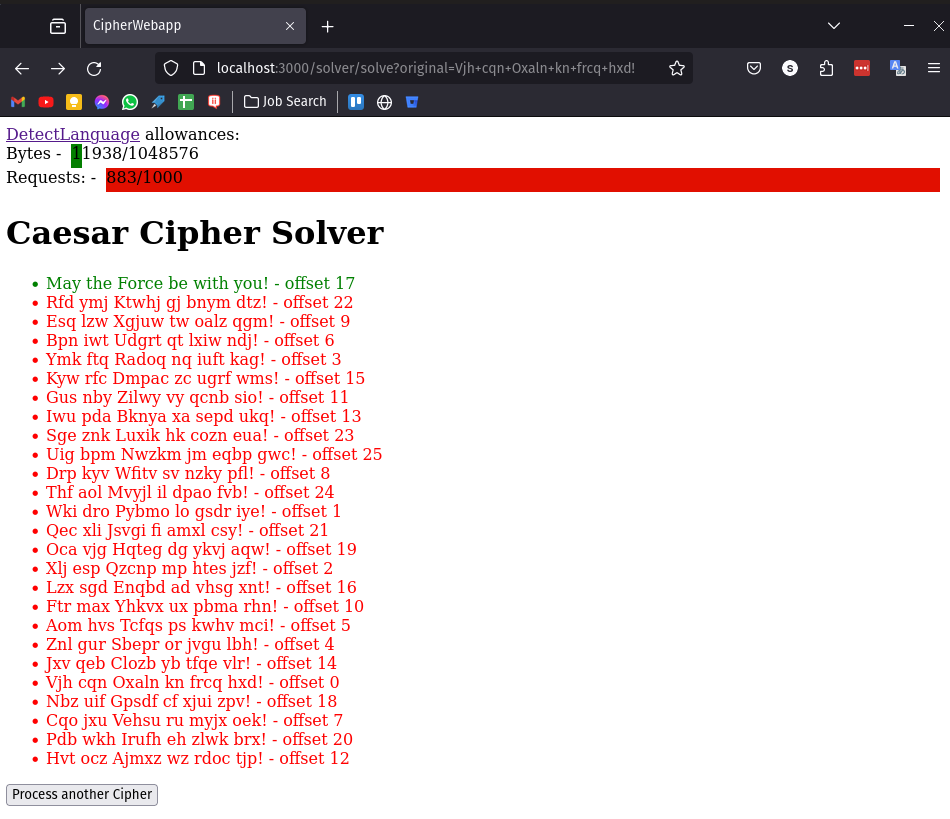 CipherWebapp
localhost:3000/solver/solve?original=Vjh+cqn+Oxaln+kn+frcq+hxd!
S
Job Search
DetectLanguage allowances:
Bytes - 11938/1048576
Requests: - 883/1000
Caesar Cipher Solver
May the Force be with you! - offset 17
Rfd ymj Ktwhj gj bnym dtz! - offset 22
Esq lzw Xgjuw tw oalz qgm! - offset 9
Bpn iwt Udgrt qt lxiw ndj! - offset 6
Ymk ftq Radoq nq iuft kag! - offset 3
Kyw rfc Dmpac zc ugrf wms! - offset 15
Gus nby Zilwy vy qcnb sio! - offset 11
Iwu pda Bknya xa sepd ukq! - offset 13
Sge znk Luxik hk cozn eua! - offset 23
Uig bpm Nwzkm jm eqbp gwc! - offset 25
Drp kyv Wfitv sv nzky pfl! - offset 8
Thf aol Mvyjl il dpao fvb! - offset 24
Wki dro Pybmo lo gsdr iye! - offset 1
Qec xli Jsvgi fi amxl csy! - offset 21
Oca vjg Hqteg dg ykvj aqw! - offset 19
Xlj esp Qzcnp mp htes jzf! - offset 2
Lzx sgd Enqbd ad vhsg xnt! - offset 16
Ftr max Yhkvx ux pbma rhn! - offset 10
Aom hvs Tcfqs ps kwhv mci! - offset 5
Znl gur Sbepr or jvgu lbh! - offset 4
Jxv qeb Clozb yb tfqe vlr! - offset 14
Vjh cqn Oxaln kn frcq hxd! - offset 0
Nbz uif Gpsdf cf xjui zpv! - offset 18
Cqo jxu Vehsu ru myjx oek! - offset 7
Pdb wkh Irufh eh zlwk brx! - offset 20
Hvt ocz Ajmxz wz rdoc tjp! - offset 12
Process another Cipher